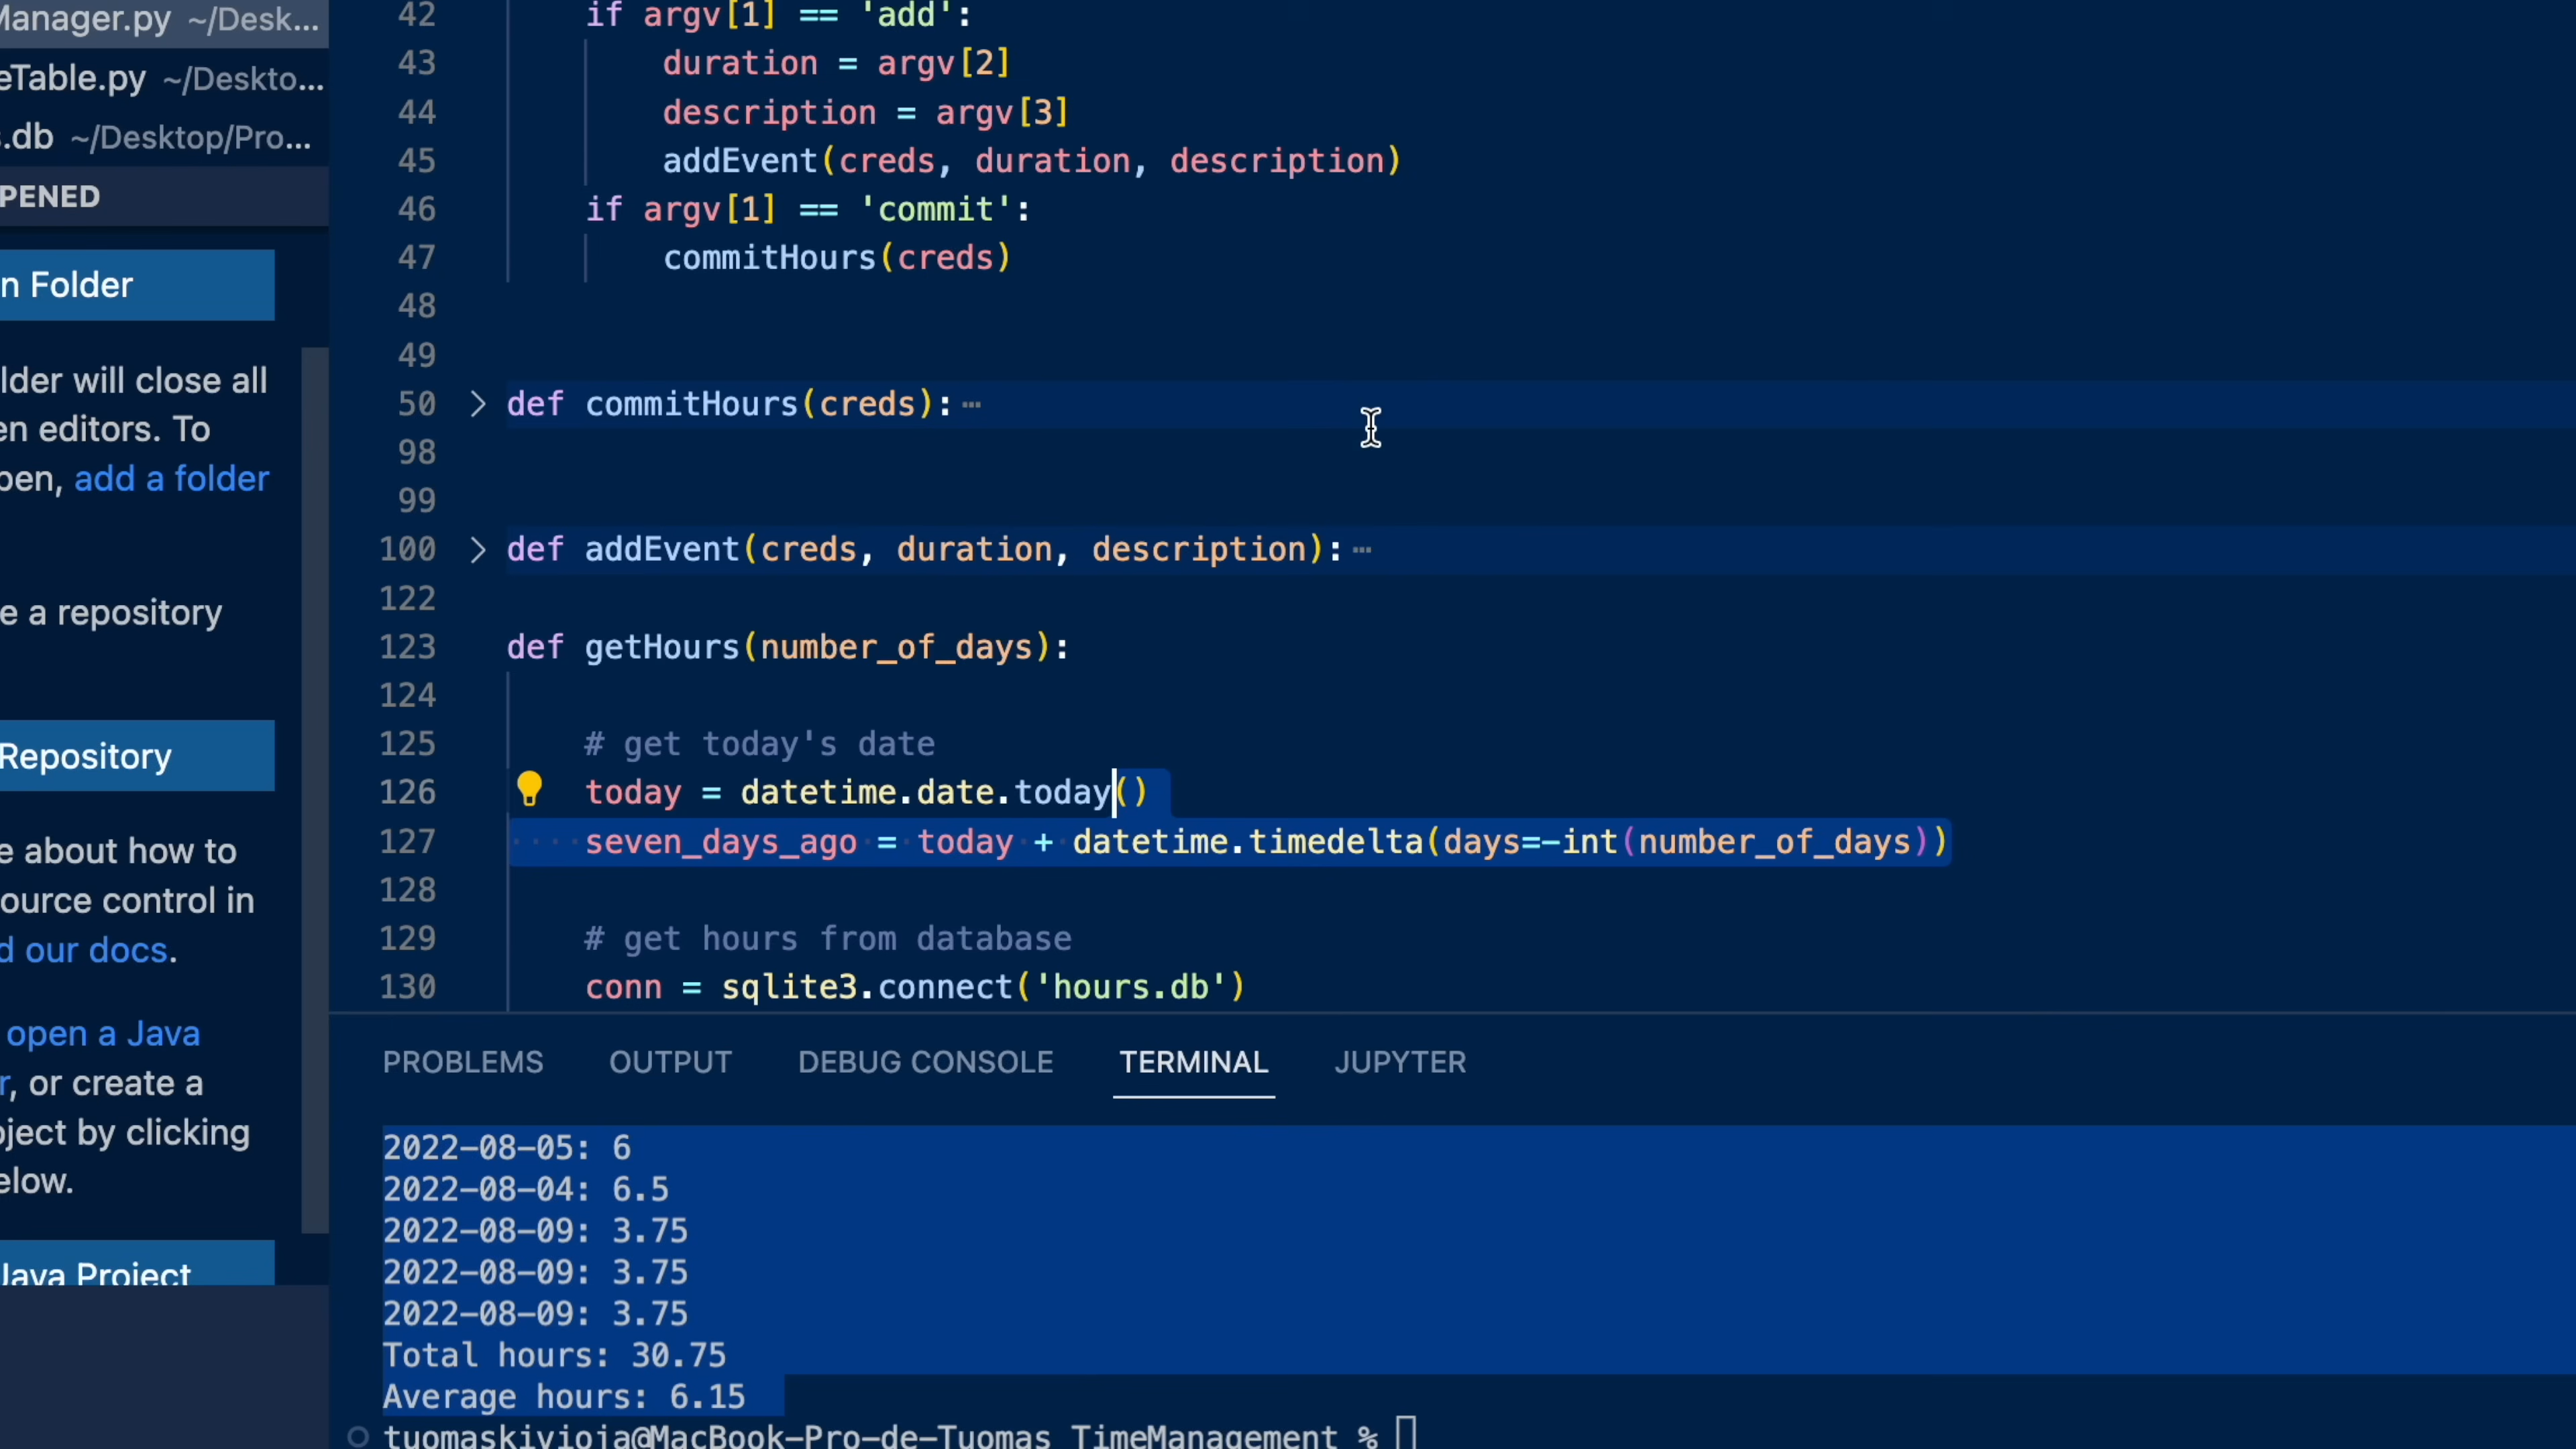 Manager.py ~/Desk...
eTable.py ~/Deskto...
s.db ~/Desktop/Pro...
PENED
n Folder
lder will close all
en editors. To
pen, add a folder
e a repository
Repository
e about how to
ource control in
d our docs.
open a Java
r, or create a
oject by clicking
elow.
Java Project
42 if argv[1] == 'add':
43 duration = argv[2]
44 description = argv[3]
45 addEvent(creds, duration, description)
46 if argv[1] == 'commit':
47 commitHours(creds)
48
49
50 def commitHours(creds):
98
99
100 def addEvent(creds, duration, description):
122
123 def getHours(number_of_days):
124
125 # get today's date
126 today = datetime.date.today()
127 seven_days_ago = today + datetime.timedelta(days=-int(number_of_days))
128
129 # get hours from database
130 conn = sqlite3.connect('hours.db')
PROBLEMS OUTPUT DEBUG CONSOLE TERMINAL JUPYTER
2022-08-05: 6
2022-08-04: 6.5
2022-08-09: 3.75
2022-08-09: 3.75
2022-08-09: 3.75
Total hours: 30.75
Average hours: 6.15
tuomaskivioja@MacBook-Pro-de-Tuomas TimeManagement %